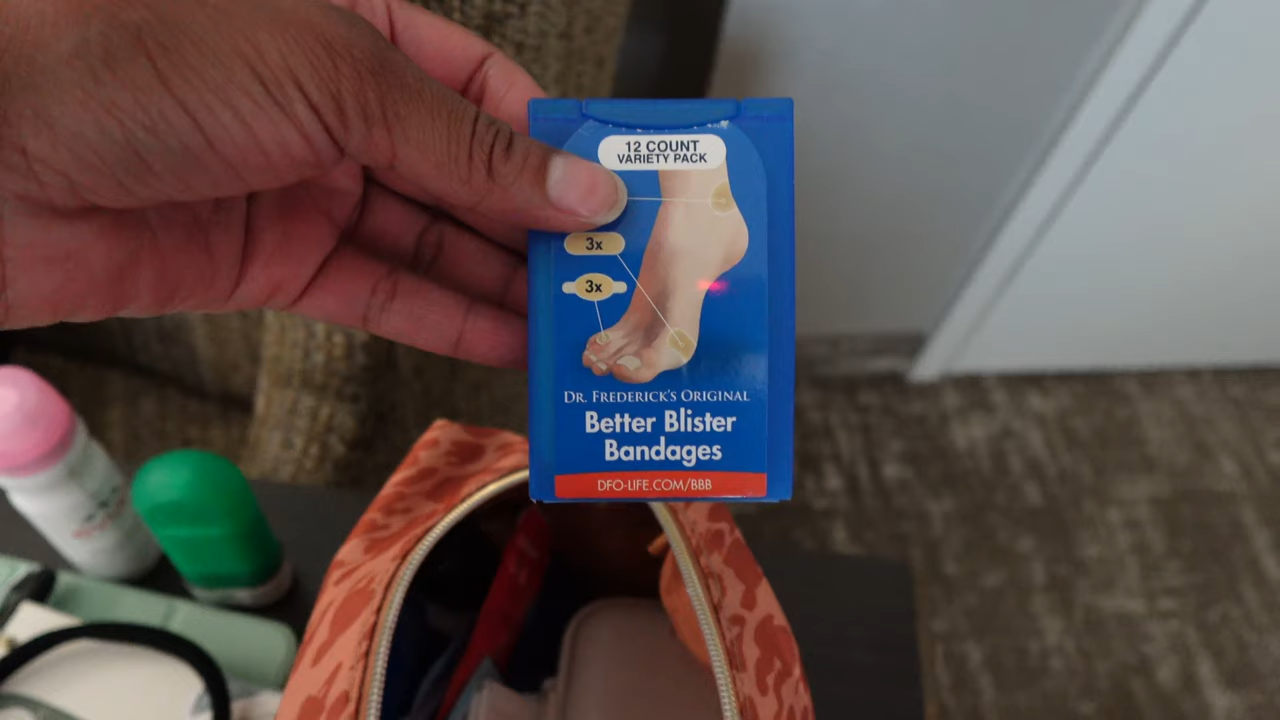 12 COUNT
VARIETY PACK
3x
3x
DR. FREDERICK'S ORIGINAL
Better Blister
Bandages
DFO-LIFE.COM/BBB